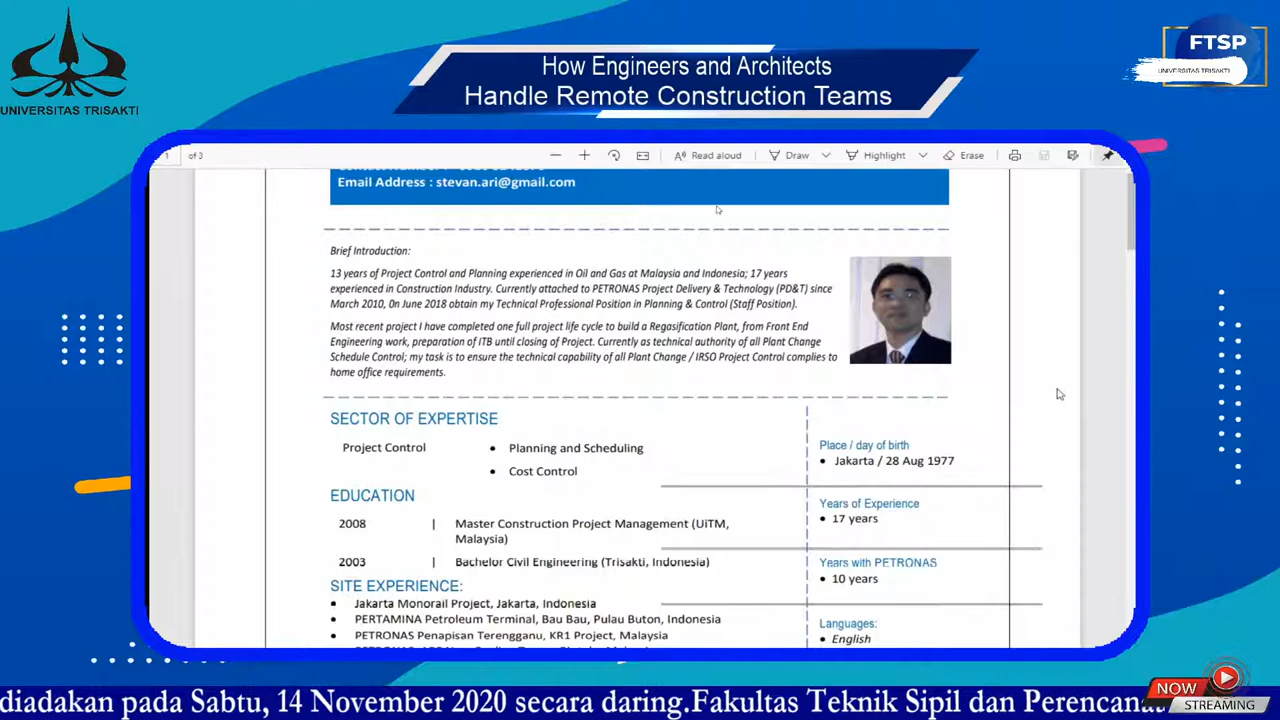 UNIVERSITAS TRISAKTI
How Engineers and Architects
Handle Remote Construction Teams
FTSP
UNIVERSITAS TRISAKTI
1 of 3
Read aloud
Draw
Highlight
Erase
Email Address : stevan.ari@gmail.com
Brief Introduction:
13 years of Project Control and Planning experienced in Oil and Gas at Malaysia and Indonesia; 17 years
experienced in Construction Industry. Currently attached to PETRONAS Project Delivery & Technology (PD&T) since
March 2010, 0n June 2018 obtain my Technical Professional Position in Planning & Control (Staff Position).
Most recent project I have completed one full project life cycle to build a Regasification Plant, from Front End
Engineering work, preparation of ITB until closing of Project. Currently as technical authority of all Plant Change
Schedule Control; my task is to ensure the technical capability of all Plant Change / IRSO Project Control complies to
home office requirements.
SECTOR OF EXPERTISE
Project Control
• Planning and Scheduling
• Cost Control
EDUCATION
2008 | Master Construction Project Management (UiTM,
Malaysia)
2003 | Bachelor Civil Engineering (Trisakti, Indonesia)
SITE EXPERIENCE:
• Jakarta Monorail Project, Jakarta, Indonesia
• PERTAMINA Petroleum Terminal, Bau Bau, Pulau Buton, Indonesia
• PETRONAS Penapisan Terengganu, KR1 Project, Malaysia
Place / day of birth
• Jakarta / 28 Aug 1977
Years of Experience
• 17 years
Years with PETRONAS
• 10 years
Languages:
• English
diadakan pada Sabtu, 14 November 2020 secara daring.Fakultas Teknik Sipil dan Perencana
NOW
STREAMING